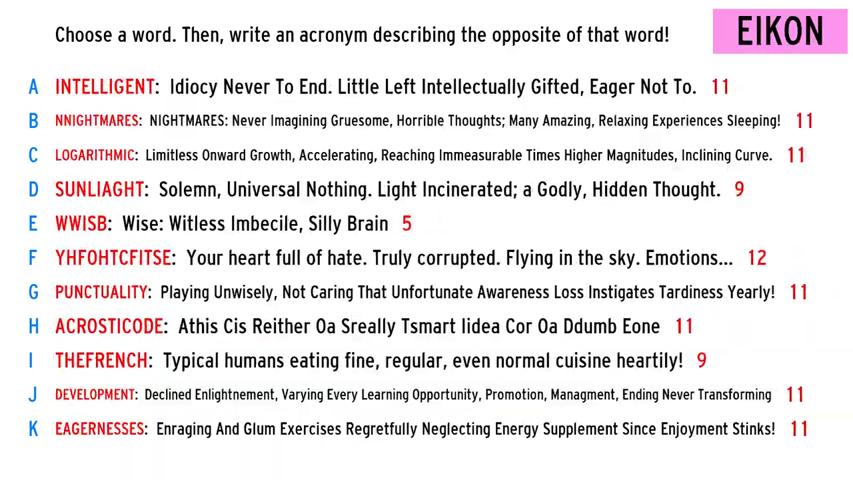 Choose a word. Then, write an acronym describing the opposite of that word!
EIKON
A INTELLIGENT: Idiocy Never To End. Little Left Intellectually Gifted, Eager Not To. 11
B NNIGHTMARES: NIGHTMARES: Never Imagining Gruesome, Horrible Thoughts; Many Amazing, Relaxing Experiences Sleeping! 11
C LOGARITHMIC: Limitless Onward Growth, Accelerating, Reaching Immeasurable Times Higher Magnitudes, Inclining Curve. 11
D SUNLIAGHT: Solemn, Universal Nothing. Light Incinerated; a Godly, Hidden Thought. 9
E WWISB: Wise: Witless Imbecile, Silly Brain 5
F YHFOHTCFITSE: Your heart full of hate. Truly corrupted. Flying in the sky. Emotions... 12
G PUNCTUALITY: Playing Unwisely, Not Caring That Unfortunate Awareness Loss Instigates Tardiness Yearly! 11
H ACROSTICODE: Athis Cis Reither Oa Sreally Tsmart Iidea Cor Oa Ddumb Eone 11
I THEFRENCH: Typical humans eating fine, regular, even normal cuisine heartily! 9
J DEVELOPMENT: Declined Enlightnement, Varying Every Learning Opportunity, Promotion, Managment, Ending Never Transforming 11
K EAGERNESSES: Enraging And Glum Exercises Regretfully Neglecting Energy Supplement Since Enjoyment Stinks! 11